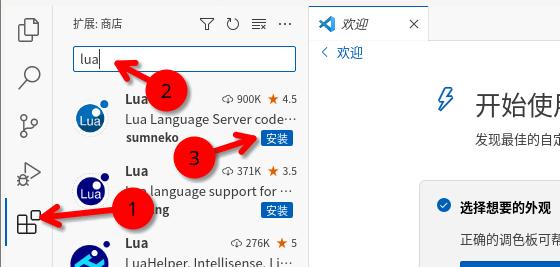 扩展: 商店
欢迎
lua
欢迎
2
Lua
900K
4.5
Lua Language Server code…
sumneko
安装
3
开始使
发现最佳的自定
Lua
371K
3.5
Lua language support for …
安装
1
选择想要的外观
正确的调色板可帮
Lua
276K
5
LuaHelper, Intellisense, Li…
Lua
Lua